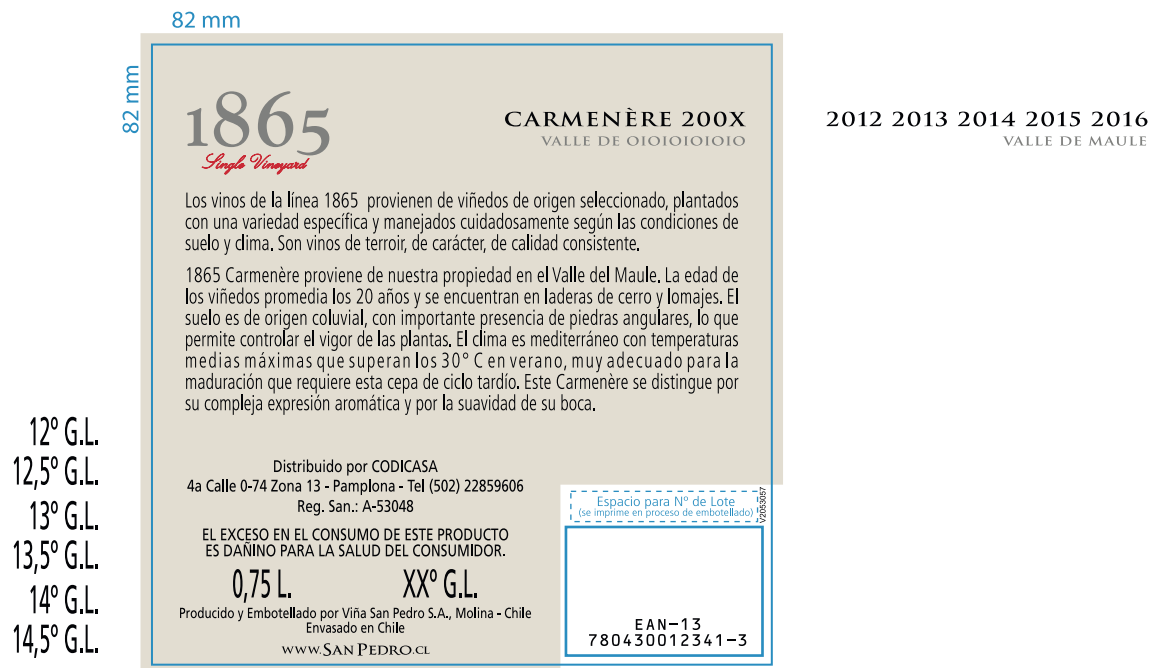 82 mm
82 mm
1865
Single Vineyard
CARMENÈRE 200X
VALLE DE OIOIOIOIOIO
2012 2013 2014 2015 2016
VALLE DE MAULE
Los vinos de la línea 1865 provienen de viñedos de origen seleccionado, plantados
con una variedad específica y manejados cuidadosamente según las condiciones de
suelo y clima. Son vinos de terroir, de carácter, de calidad consistente.
1865 Carmenère proviene de nuestra propiedad en el Valle del Maule. La edad de
los viñedos promedia los 20 años y se encuentran en laderas de cerro y lomajes. El
suelo es de origen coluvial, con importante presencia de piedras angulares, lo que
permite controlar el vigor de las plantas. El clima es mediterráneo con temperaturas
medias máximas que superan los 30° C en verano, muy adecuado para la
maduración que requiere esta cepa de ciclo tardío. Este Carmenère se distingue por
su compleja expresión aromática y por la suavidad de su boca.
12º G.L.
12,5º G.L.
13º G.L.
13,5º G.L.
14º G.L.
14,5º G.L.
Distribuido por CODICASA
4a Calle 0-74 Zona 13 - Pamplona - Tel (502) 22859606
Reg. San.: A-53048
EL EXCESO EN EL CONSUMO DE ESTE PRODUCTO
ES DAÑINO PARA LA SALUD DEL CONSUMIDOR.
0,75 L. XXº G.L.
Producido y Embotellado por Viña San Pedro S.A., Molina - Chile
Envasado en Chile
WWW.SAN PEDRO.CL
Espacio para Nº de Lote
(se imprime en proceso de embotellado)
V2053057
EAN-13
780430012341-3